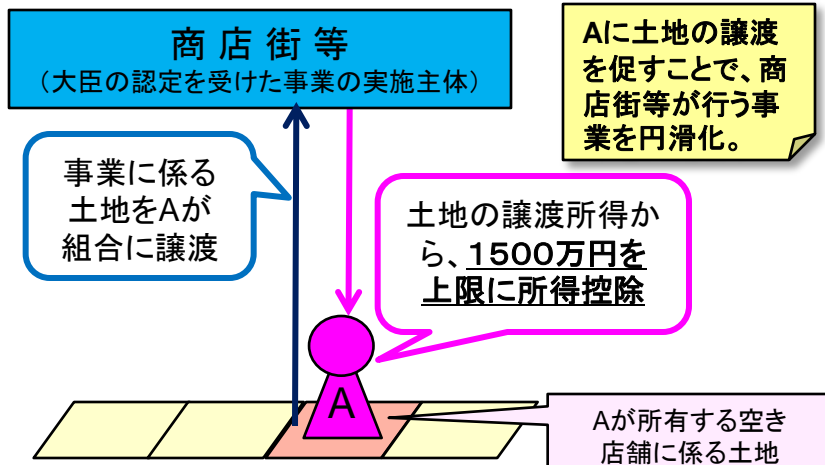 商店街等
（大臣の認定を受けた事業の実施主体）
Aに土地の譲渡
を促すことで、商
店街等が行う事
業を円滑化。
事業に係る
土地をAが
組合に譲渡
土地の譲渡所得か
ら、1500万円を
上限に所得控除
A
Aが所有する空き
店舗に係る土地